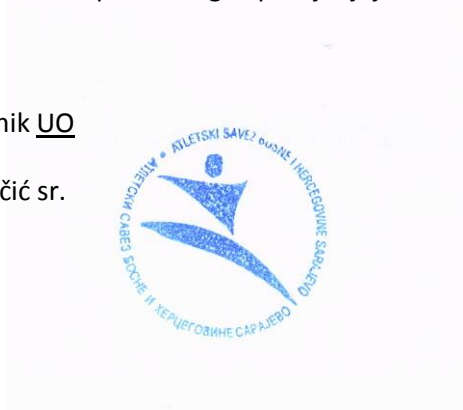 nik UO
čić sr.
ATLETSKI SAVEZ BOSNE I HERCEGOVINE SARAJEVO
АТЛЕТСКИ САВЕЗ БОСНЕ И ХЕРЦЕГОВИНЕ САРАЈЕВО